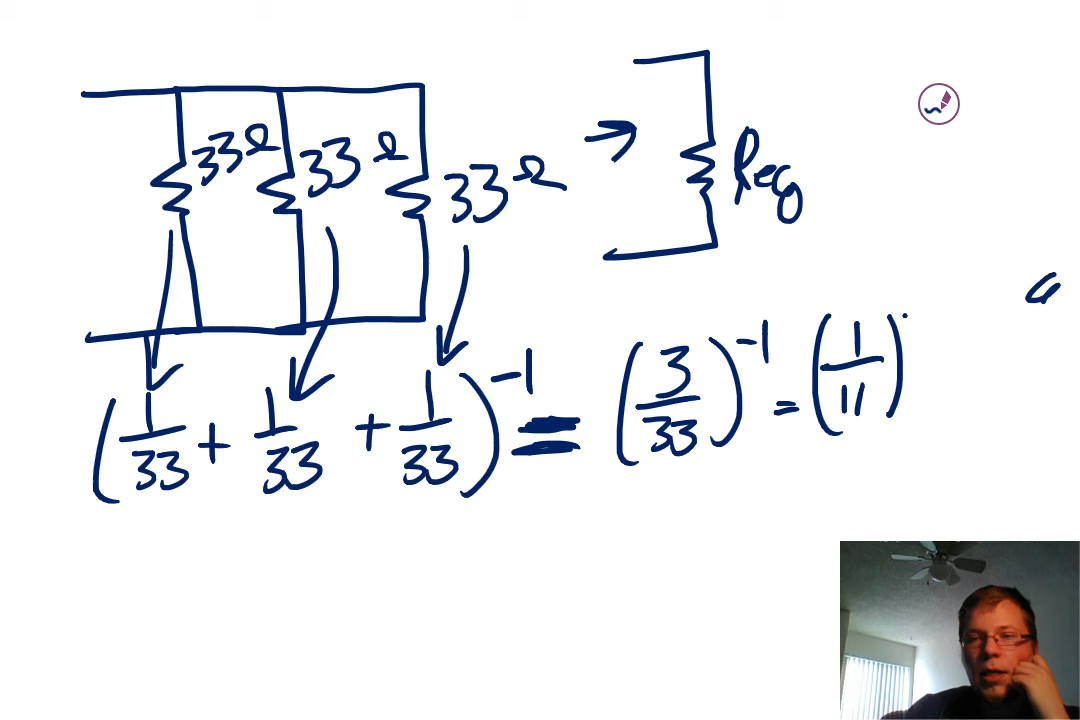 33Ω 33Ω 33Ω → Req
(1/33 + 1/33 + 1/33)^-1 = (3/33)^-1 = (1/11)